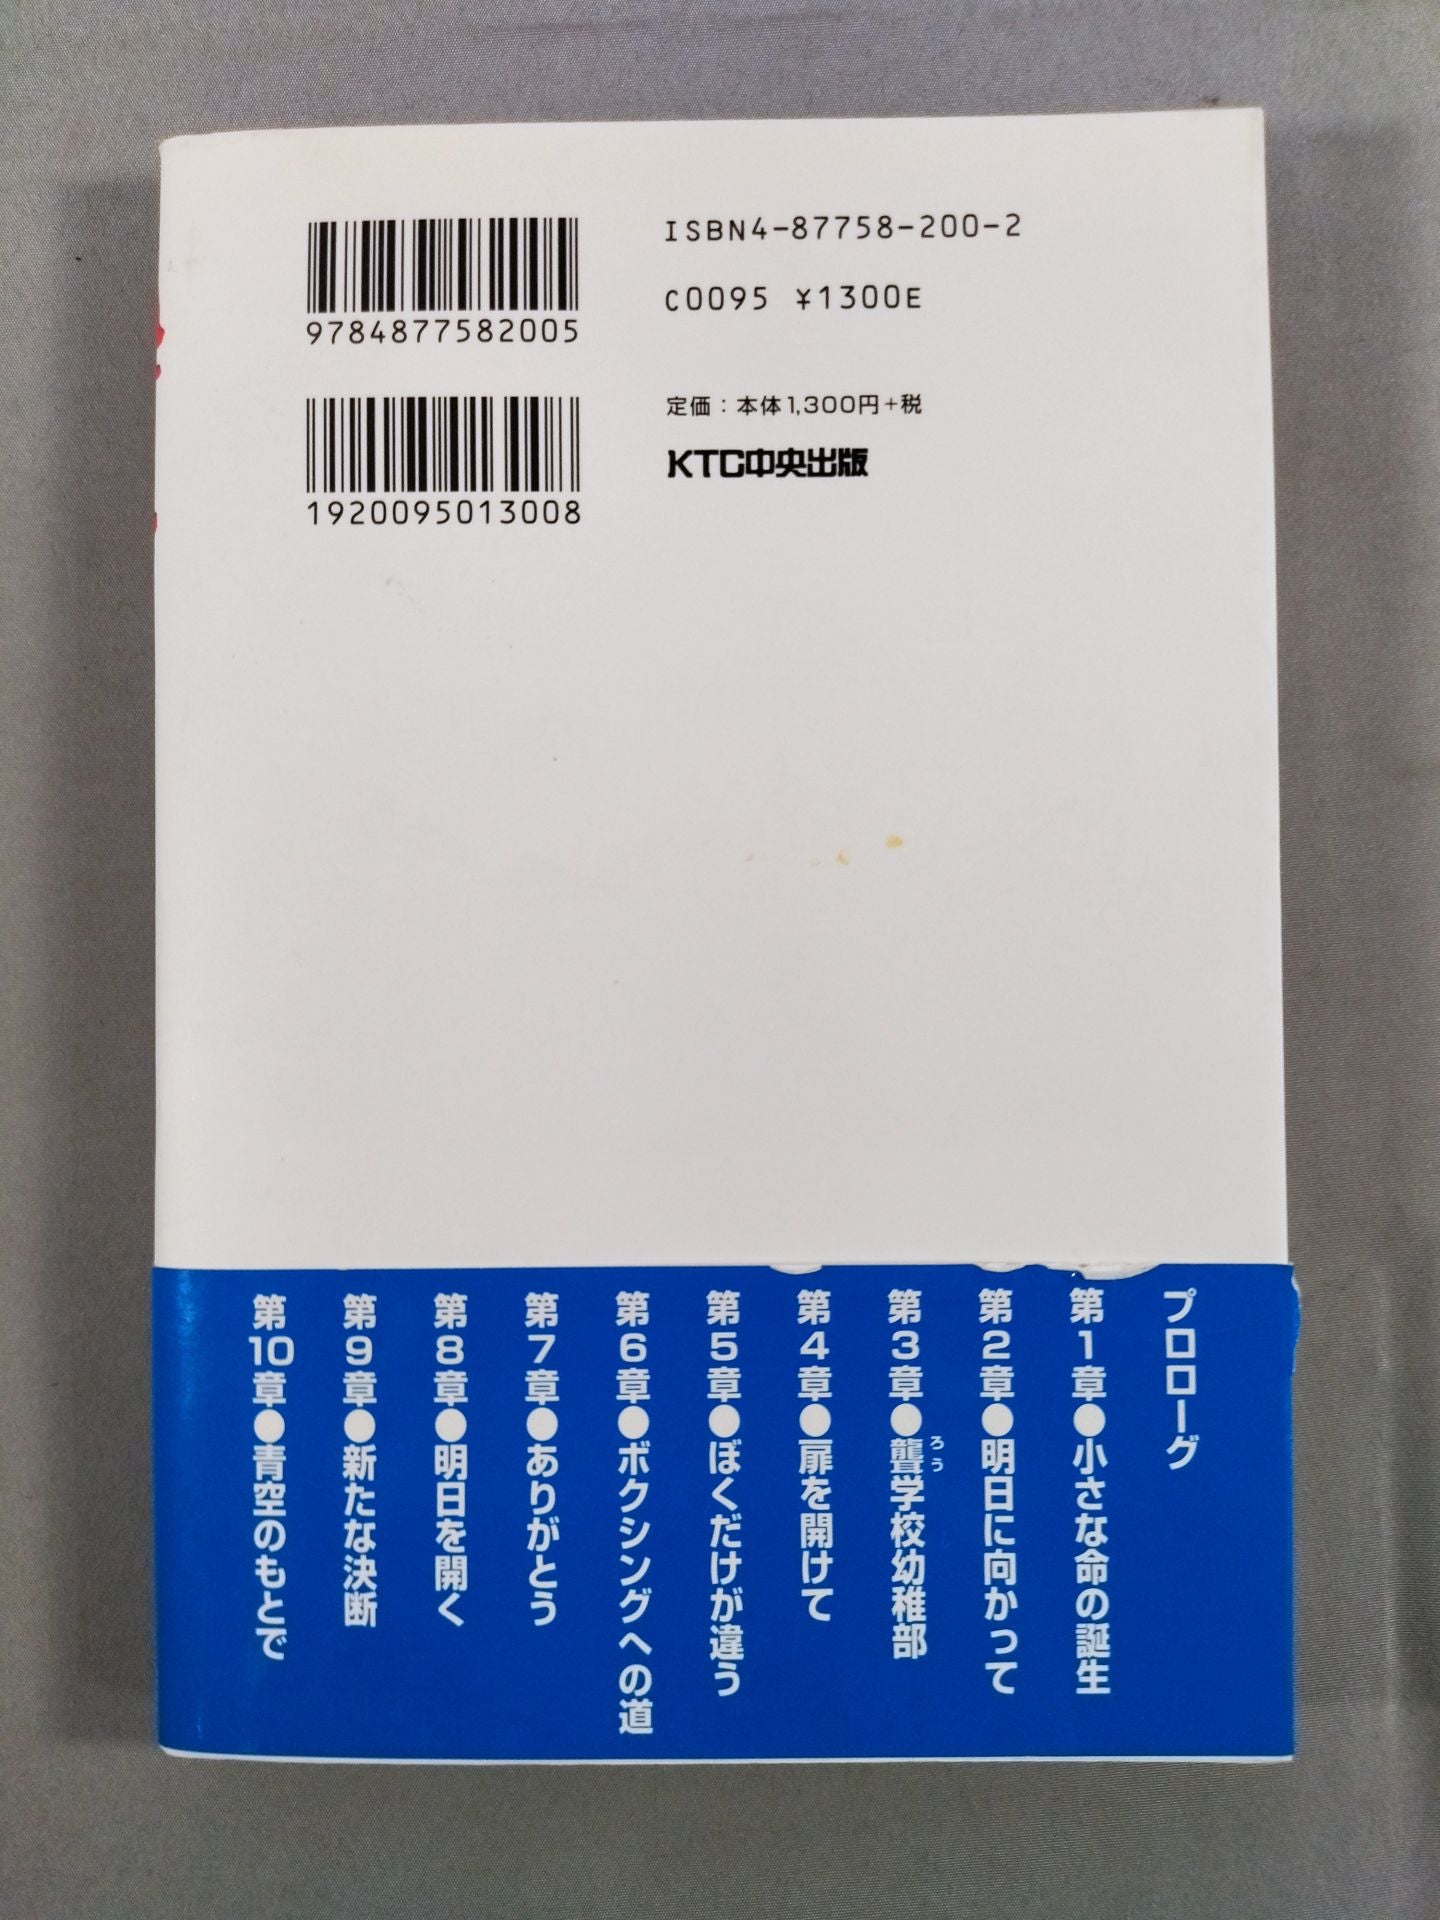 9784877582005
1920095013008
ISBN4-87758-200-2
C0095 ¥1300E
定価：本体1,300円+税
KTC中央出版
プロローグ
第1章●小さな命の誕生
第2章●明日に向かって
第3章●聾学校幼稚部
ろう
第4章●扉を開けて
第5章●ぼくだけが違う
第6章●ボクシングへの道
第7章●ありがとう
第8章●明日を開く
第9章●新たな決断
第10章●青空のもとで